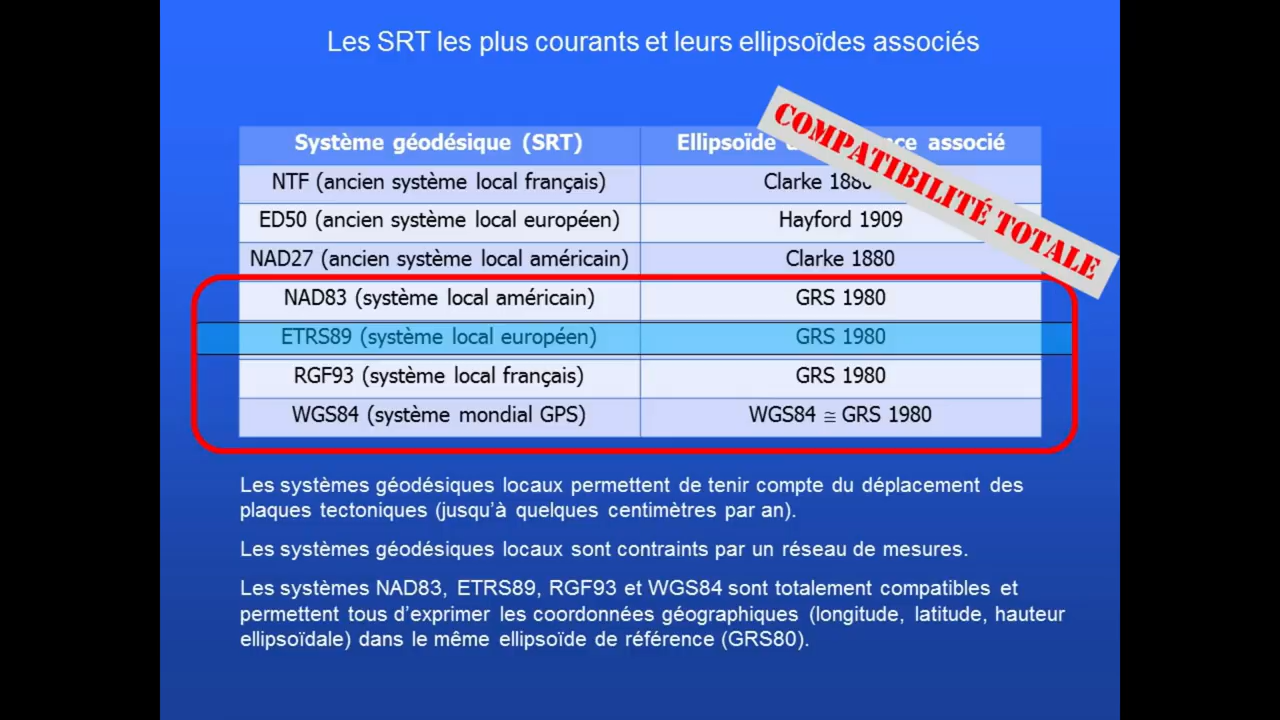 Les SRT les plus courants et leurs ellipsoïdes associés
COMPATIBILITÉ TOTALE
Système géodésique (SRT) Ellipsoïde associé
NTF (ancien système local français) Clarke 1880
ED50 (ancien système local européen) Hayford 1909
NAD27 (ancien système local américain) Clarke 1880
NAD83 (système local américain) GRS 1980
ETRS89 (système local européen) GRS 1980
RGF93 (système local français) GRS 1980
WGS84 (système mondial GPS) WGS84 ≅ GRS 1980
Les systèmes géodésiques locaux permettent de tenir compte du déplacement des
plaques tectoniques (jusqu’à quelques centimètres par an).
Les systèmes géodésiques locaux sont contraints par un réseau de mesures.
Les systèmes NAD83, ETRS89, RGF93 et WGS84 sont totalement compatibles et
permettent tous d’exprimer les coordonnées géographiques (longitude, latitude, hauteur
ellipsoïdale) dans le même ellipsoïde de référence (GRS80).